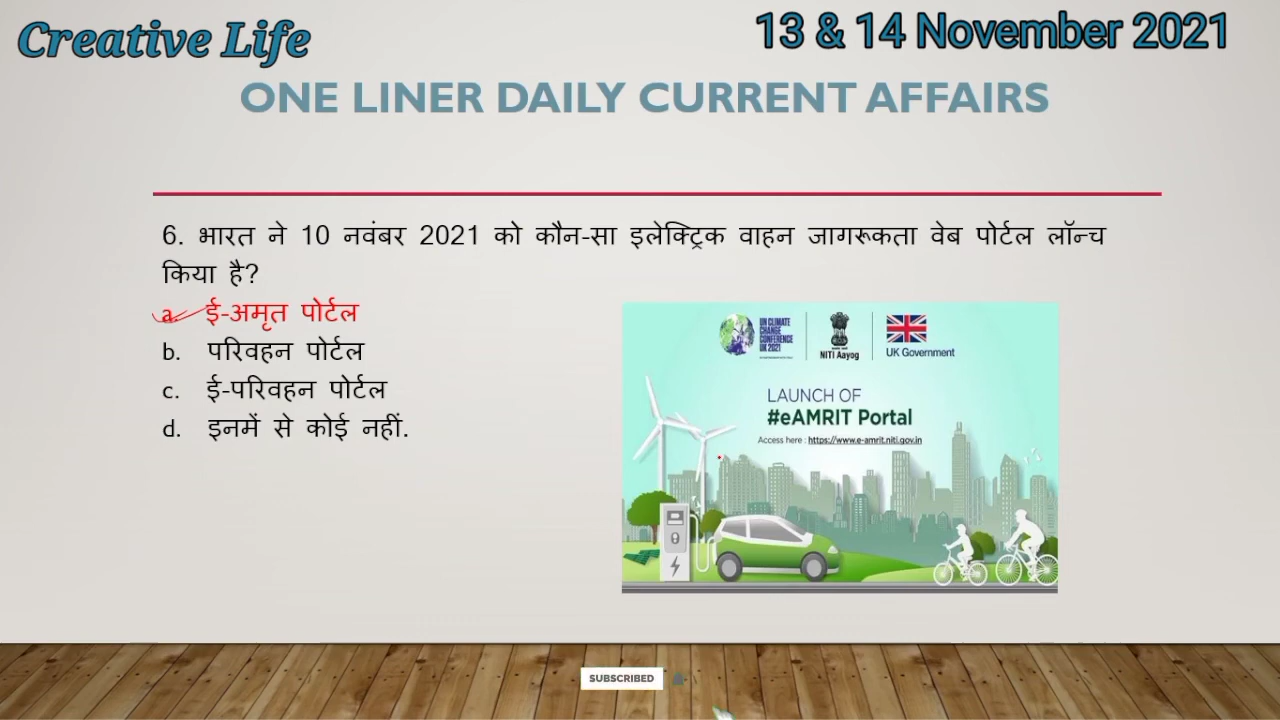 Creative Life
13 & 14 November 2021
ONE LINER DAILY CURRENT AFFAIRS
6. भारत ने 10 नवंबर 2021 को कौन-सा इलेक्ट्रिक वाहन जागरूकता वेब पोर्टल लॉन्च
किया है?
a. ई-अमृत पोर्टल
b. परिवहन पोर्टल
c. ई-परिवहन पोर्टल
d. इनमें से कोई नहीं.
UN CLIMATE
CHANGE
CONFERENCE
UK 2021
NITI Aayog
UK Government
LAUNCH OF
#eAMRIT Portal
Access here : https://www.e-amrit.niti.gov.in
SUBSCRIBED